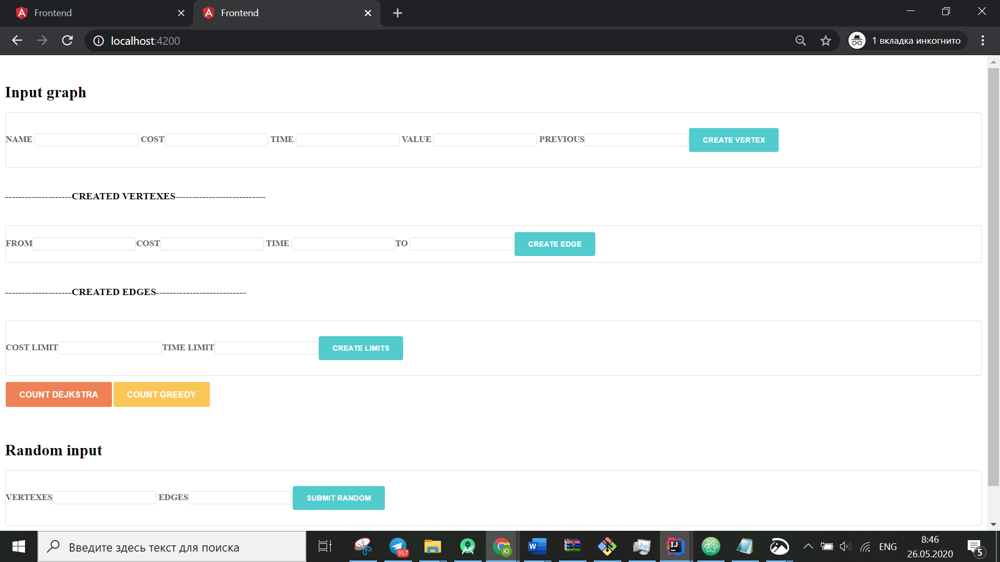 Frontend
Frontend
localhost:4200
1 вкладка инкогнито
Input graph
NAME COST TIME VALUE PREVIOUS CREATE VERTEX
--------------------CREATED VERTEXES---------------------------
FROM COST TIME TO CREATE EDGE
--------------------CREATED EDGES---------------------------
COST LIMIT TIME LIMIT CREATE LIMITS
COUNT DEJKSTRA COUNT GREEDY
Random input
VERTEXES EDGES SUBMIT RANDOM
Введите здесь текст для поиска
957
Ю
W
IJ
ENG
8:46
26.05.2020
5